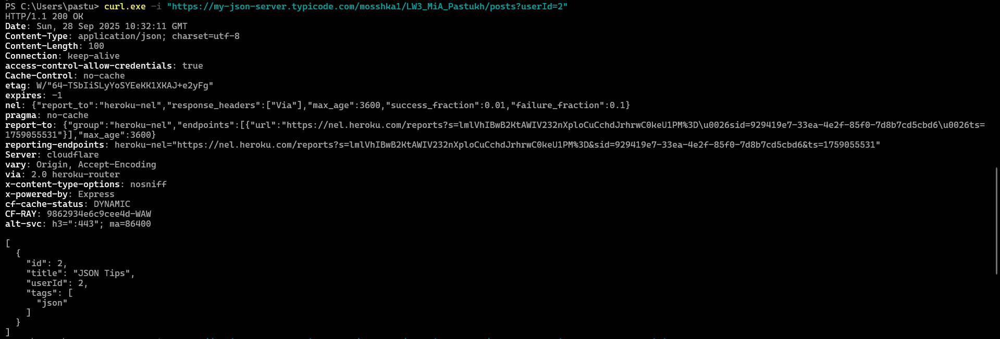 PS C:\Users\pastu> curl.exe -i "https://my-json-server.typicode.com/mosshka1/LW3_MiA_Pastukh/posts?userId=2"
HTTP/1.1 200 OK
Date: Sun, 28 Sep 2025 10:32:11 GMT
Content-Type: application/json; charset=utf-8
Content-Length: 100
Connection: keep-alive
access-control-allow-credentials: true
Cache-Control: no-cache
etag: W/"64-TSbIiSLyYoSYEeKK1XKAJ+e2yFg"
expires: -1
nel: {"report_to":"heroku-nel","response_headers":["Via"],"max_age":3600,"success_fraction":0.01,"failure_fraction":0.1}
pragma: no-cache
report-to: {"group":"heroku-nel","endpoints":[{"url":"https://nel.heroku.com/reports?s=lmlVhIBwB2KtAWIV232nXploCuCchdJrhrwC0keU1PM%3D\u0026sid=929419e7-33ea-4e2f-85f0-7d8b7cd5cbd6\u0026ts=
1759055531"}],"max_age":3600}
reporting-endpoints: heroku-nel="https://nel.heroku.com/reports?s=lmlVhIBwB2KtAWIV232nXploCuCchdJrhrwC0keU1PM%3D&sid=929419e7-33ea-4e2f-85f0-7d8b7cd5cbd6&ts=1759055531"
Server: cloudflare
vary: Origin, Accept-Encoding
via: 2.0 heroku-router
x-content-type-options: nosniff
x-powered-by: Express
cf-cache-status: DYNAMIC
CF-RAY: 9862934e6c9cee4d-WAW
alt-svc: h3=":443"; ma=86400
[
{
"id": 2,
"title": "JSON Tips",
"userId": 2,
"tags": [
"json"
]
}
]